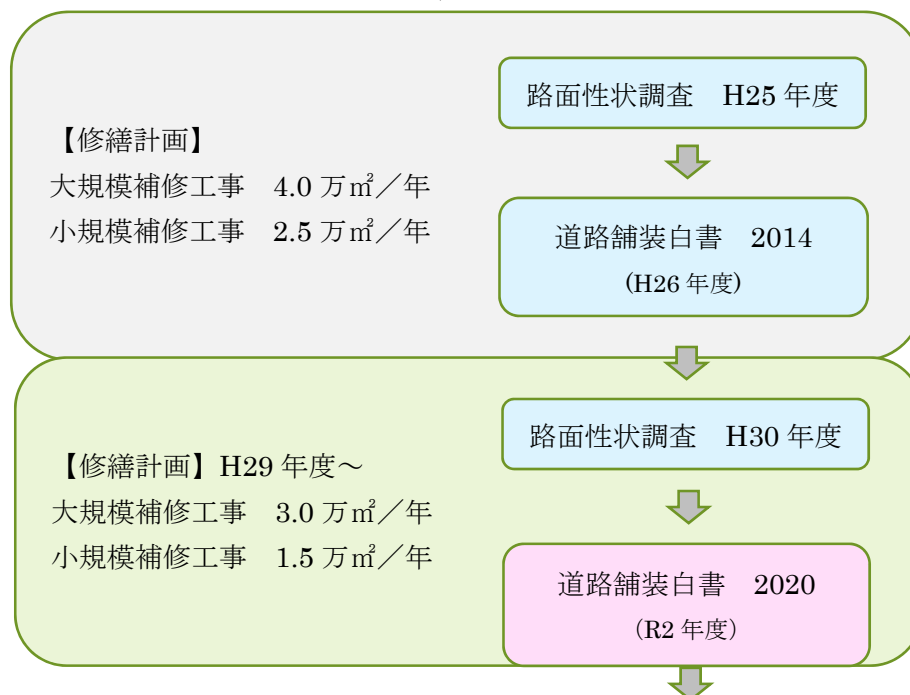 路面性状調査　H25 年度
【修繕計画】
大規模補修工事　4.0 万㎡／年
小規模補修工事　2.5 万㎡／年
道路舗装白書　2014
(H26 年度)
路面性状調査　H30 年度
【修繕計画】H29 年度～
大規模補修工事　3.0 万㎡／年
小規模補修工事　1.5 万㎡／年
道路舗装白書　2020
（R2 年度）